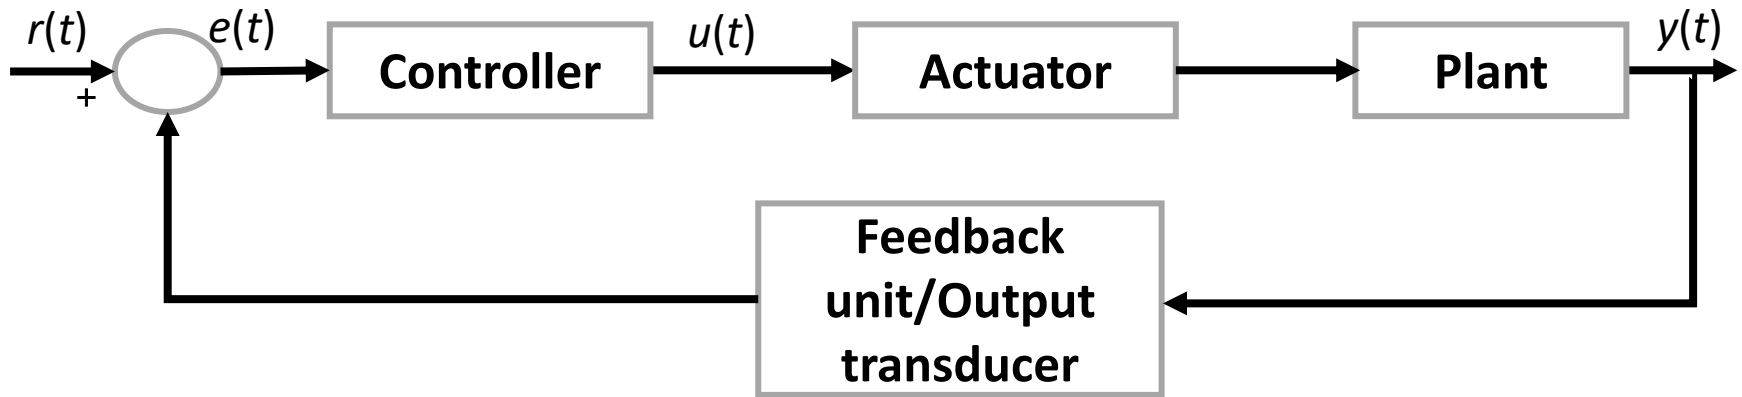 r(t)
e(t)
Controller
u(t)
Actuator
Plant
y(t)
+
Feedback
unit/Output
transducer